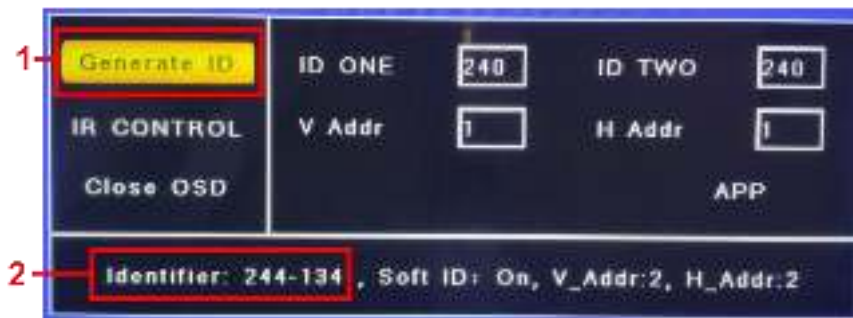 1 Generate ID ID ONE 240 ID TWO 240
IR CONTROL V Addr 1 H Addr 1
Close OSD APP
2 Identifier: 244-134, Soft ID: On, V_Addr:2, H_Addr:2